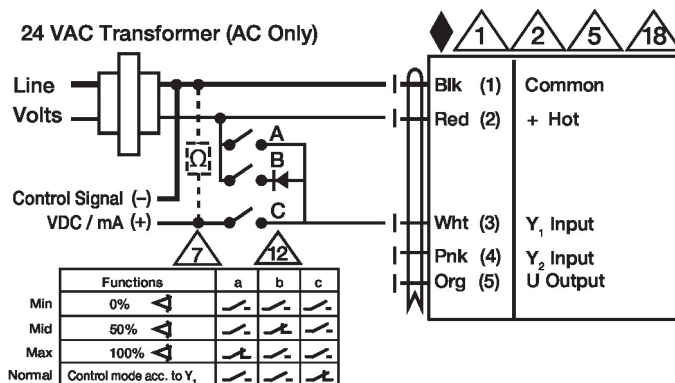 24 VAC Transformer (AC Only)
1 2 5 18
Line
Volts
Blk (1) Common
Red (2) + Hot
A
B
C
Ω
Control Signal (–)
VDC / mA (+)
Wht (3) Y₁ Input
Pnk (4) Y₂ Input
Org (5) U Output
7
12
Functions a b c
Min 0%
Mid 50%
Max 100%
Normal Control mode acc. to Y₁